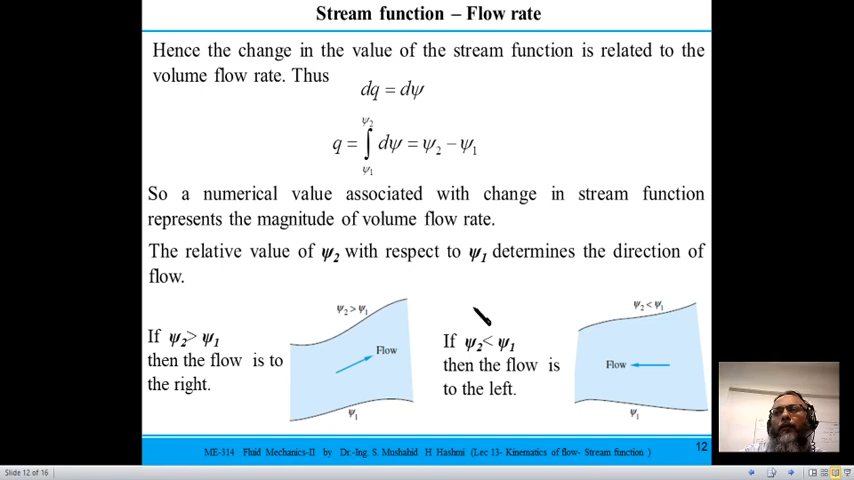 Stream function – Flow rate
Hence the change in the value of the stream function is related to the
volume flow rate. Thus
dq = dψ
q = ∫_{ψ₁}^{ψ₂} dψ = ψ₂ − ψ₁
So a numerical value associated with change in stream function
represents the magnitude of volume flow rate.
The relative value of ψ₂ with respect to ψ₁ determines the direction of
flow.
If ψ₂> ψ₁
then the flow is to
the right.
ψ₂ > ψ₁
Flow
ψ₁
If ψ₂< ψ₁
then the flow is
to the left.
ψ₂ < ψ₁
Flow
ψ₁
ME-314 Fluid Mechanics-II by Dr.-Ing. S. Mushahid H Hashmi (Lec 13- Kinematics of flow- Stream function )
12
Slide 12 of 16